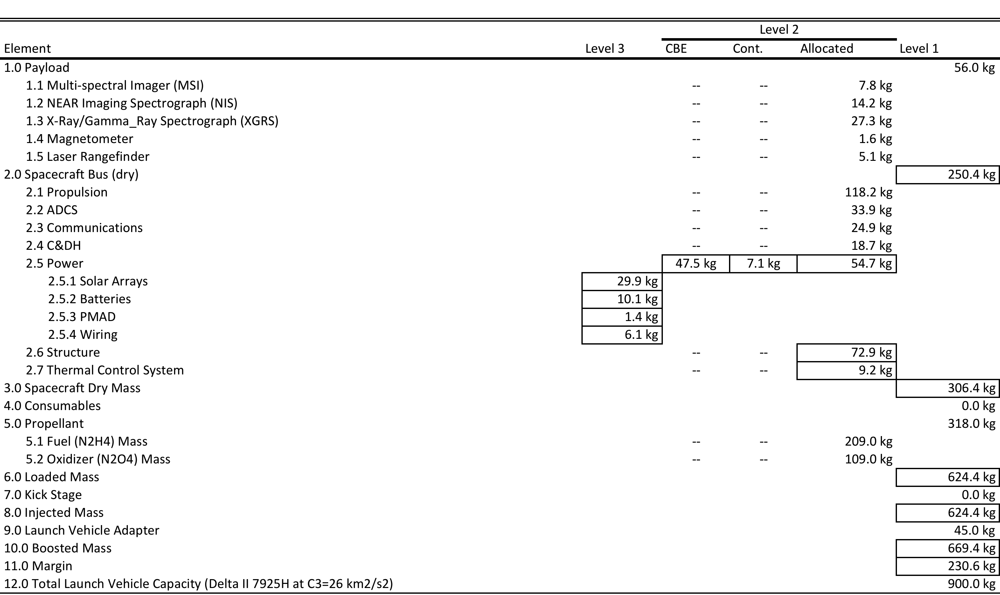 Level 2
Element Level 3 CBE Cont. Allocated Level 1
1.0 Payload 56.0 kg
1.1 Multi-spectral Imager (MSI) -- -- 7.8 kg
1.2 NEAR Imaging Spectrograph (NIS) -- -- 14.2 kg
1.3 X-Ray/Gamma_Ray Spectrograph (XGRS) -- -- 27.3 kg
1.4 Magnetometer -- -- 1.6 kg
1.5 Laser Rangefinder -- -- 5.1 kg
2.0 Spacecraft Bus (dry) 250.4 kg
2.1 Propulsion -- -- 118.2 kg
2.2 ADCS -- -- 33.9 kg
2.3 Communications -- -- 24.9 kg
2.4 C&DH -- -- 18.7 kg
2.5 Power 47.5 kg 7.1 kg 54.7 kg
2.5.1 Solar Arrays 29.9 kg
2.5.2 Batteries 10.1 kg
2.5.3 PMAD 1.4 kg
2.5.4 Wiring 6.1 kg
2.6 Structure -- -- 72.9 kg
2.7 Thermal Control System -- -- 9.2 kg
3.0 Spacecraft Dry Mass 306.4 kg
4.0 Consumables 0.0 kg
5.0 Propellant 318.0 kg
5.1 Fuel (N2H4) Mass -- -- 209.0 kg
5.2 Oxidizer (N2O4) Mass -- -- 109.0 kg
6.0 Loaded Mass 624.4 kg
7.0 Kick Stage 0.0 kg
8.0 Injected Mass 624.4 kg
9.0 Launch Vehicle Adapter 45.0 kg
10.0 Boosted Mass 669.4 kg
11.0 Margin 230.6 kg
12.0 Total Launch Vehicle Capacity (Delta II 7925H at C3=26 km2/s2) 900.0 kg